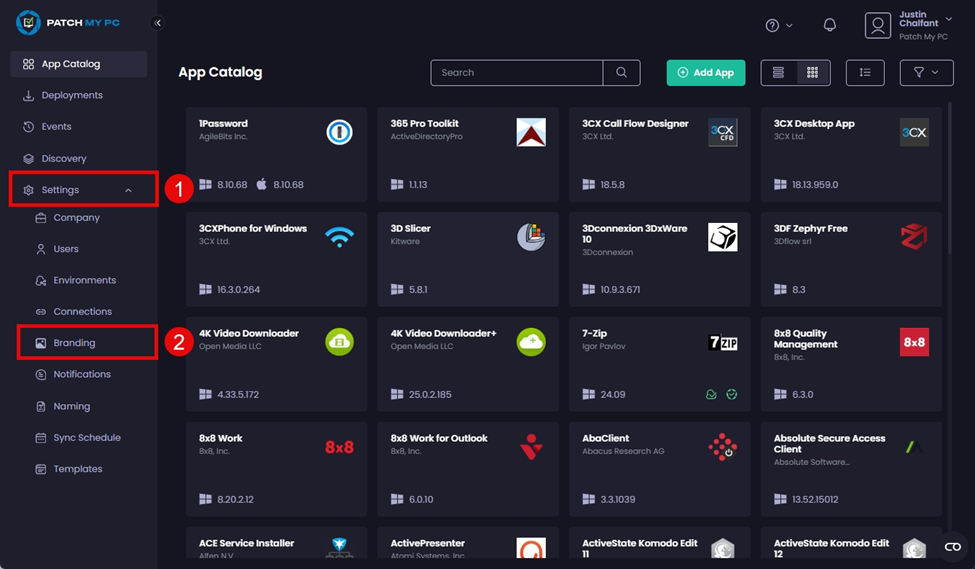 PATCH MY PC
App Catalog
Deployments
Events
Discovery
Settings
1
Company
Users
Environments
Connections
Branding
2
Notifications
Naming
Sync Schedule
Templates
Justin
Chalfant
Patch My PC
App Catalog
Search
Add App
1Password
AgileBits Inc.
8.10.68
8.10.68
365 Pro Toolkit
ActiveDirectoryPro
1.1.13
3CX Call Flow Designer
3CX Ltd.
3CX
CFD
18.5.8
3CX Desktop App
3CX Ltd.
3CX
18.13.959.0
3CXPhone for Windows
3CX Ltd.
16.3.0.264
3D Slicer
Kitware
5.8.1
3Dconnexion 3DxWare
10
3Dconnexion
10.9.3.671
3DF Zephyr Free
3Dflow srl
8.3
4K Video Downloader
Open Media LLC
4.33.5.172
4K Video Downloader+
Open Media LLC
25.0.2.185
7-Zip
Igor Pavlov
7ZIP
24.09
8x8 Quality
Management
8x8, Inc.
8x8
6.3.0
8x8 Work
8x8, Inc.
8x8
8.20.2.12
8x8 Work for Outlook
8x8, Inc.
6.0.10
AbaClient
Abacus Research AG
3.3.1039
Absolute Secure Access
Client
Absolute Software...
13.52.15012
ACE Service Installer
Alfen N.V.
ActivePresenter
Atomi Systems, Inc.
ActiveState Komodo Edit
11
ActiveState Komodo Edit
12